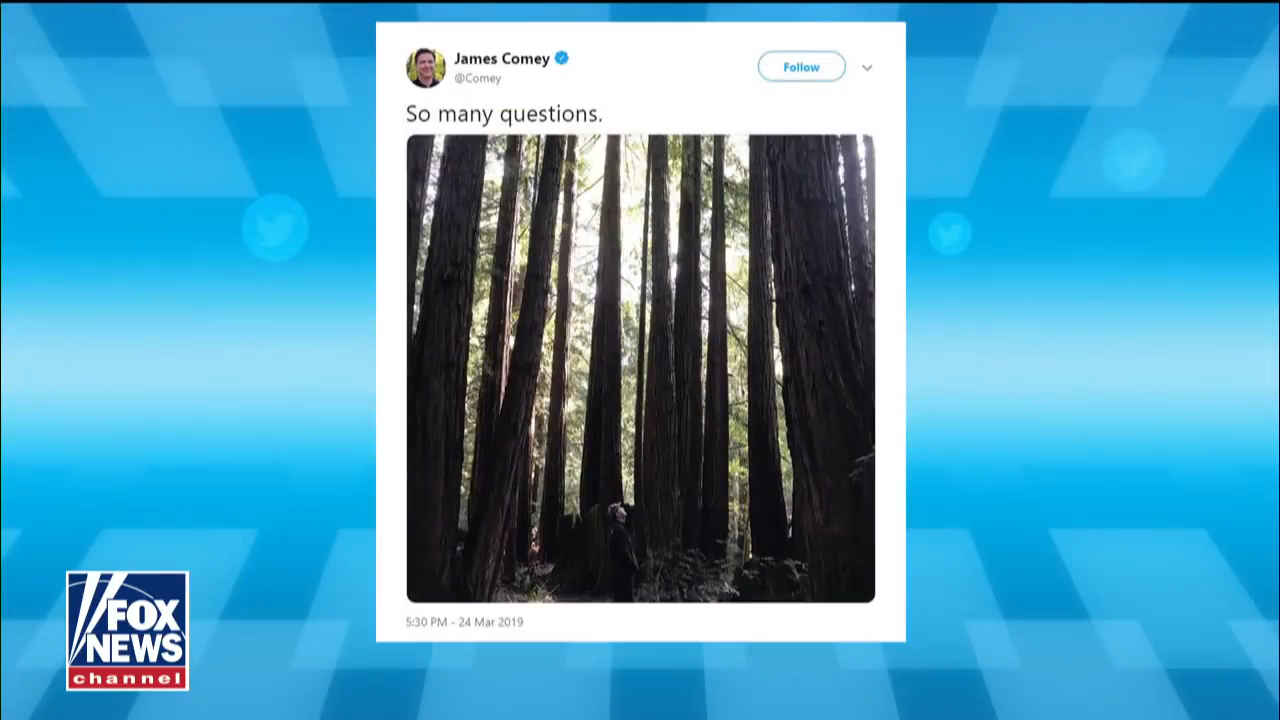 James Comey
@Comey
Follow
So many questions.
5:30 PM - 24 Mar 2019
FOX
NEWS
channel